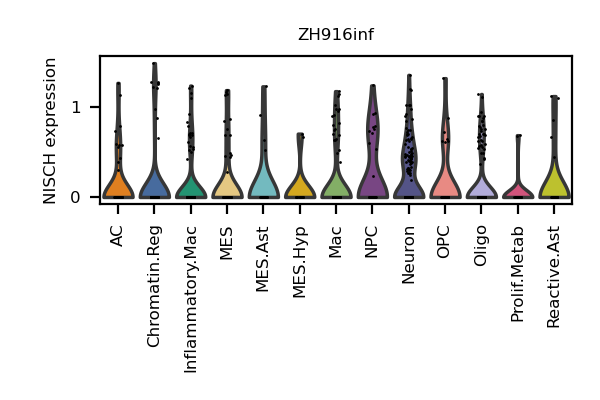 ZH916inf
NISCH expression
1
0
AC
Chromatin.Reg
Inflammatory.Mac
MES
MES.Ast
MES.Hyp
Mac
NPC
Neuron
OPC
Oligo
Prolif.Metab
Reactive.Ast